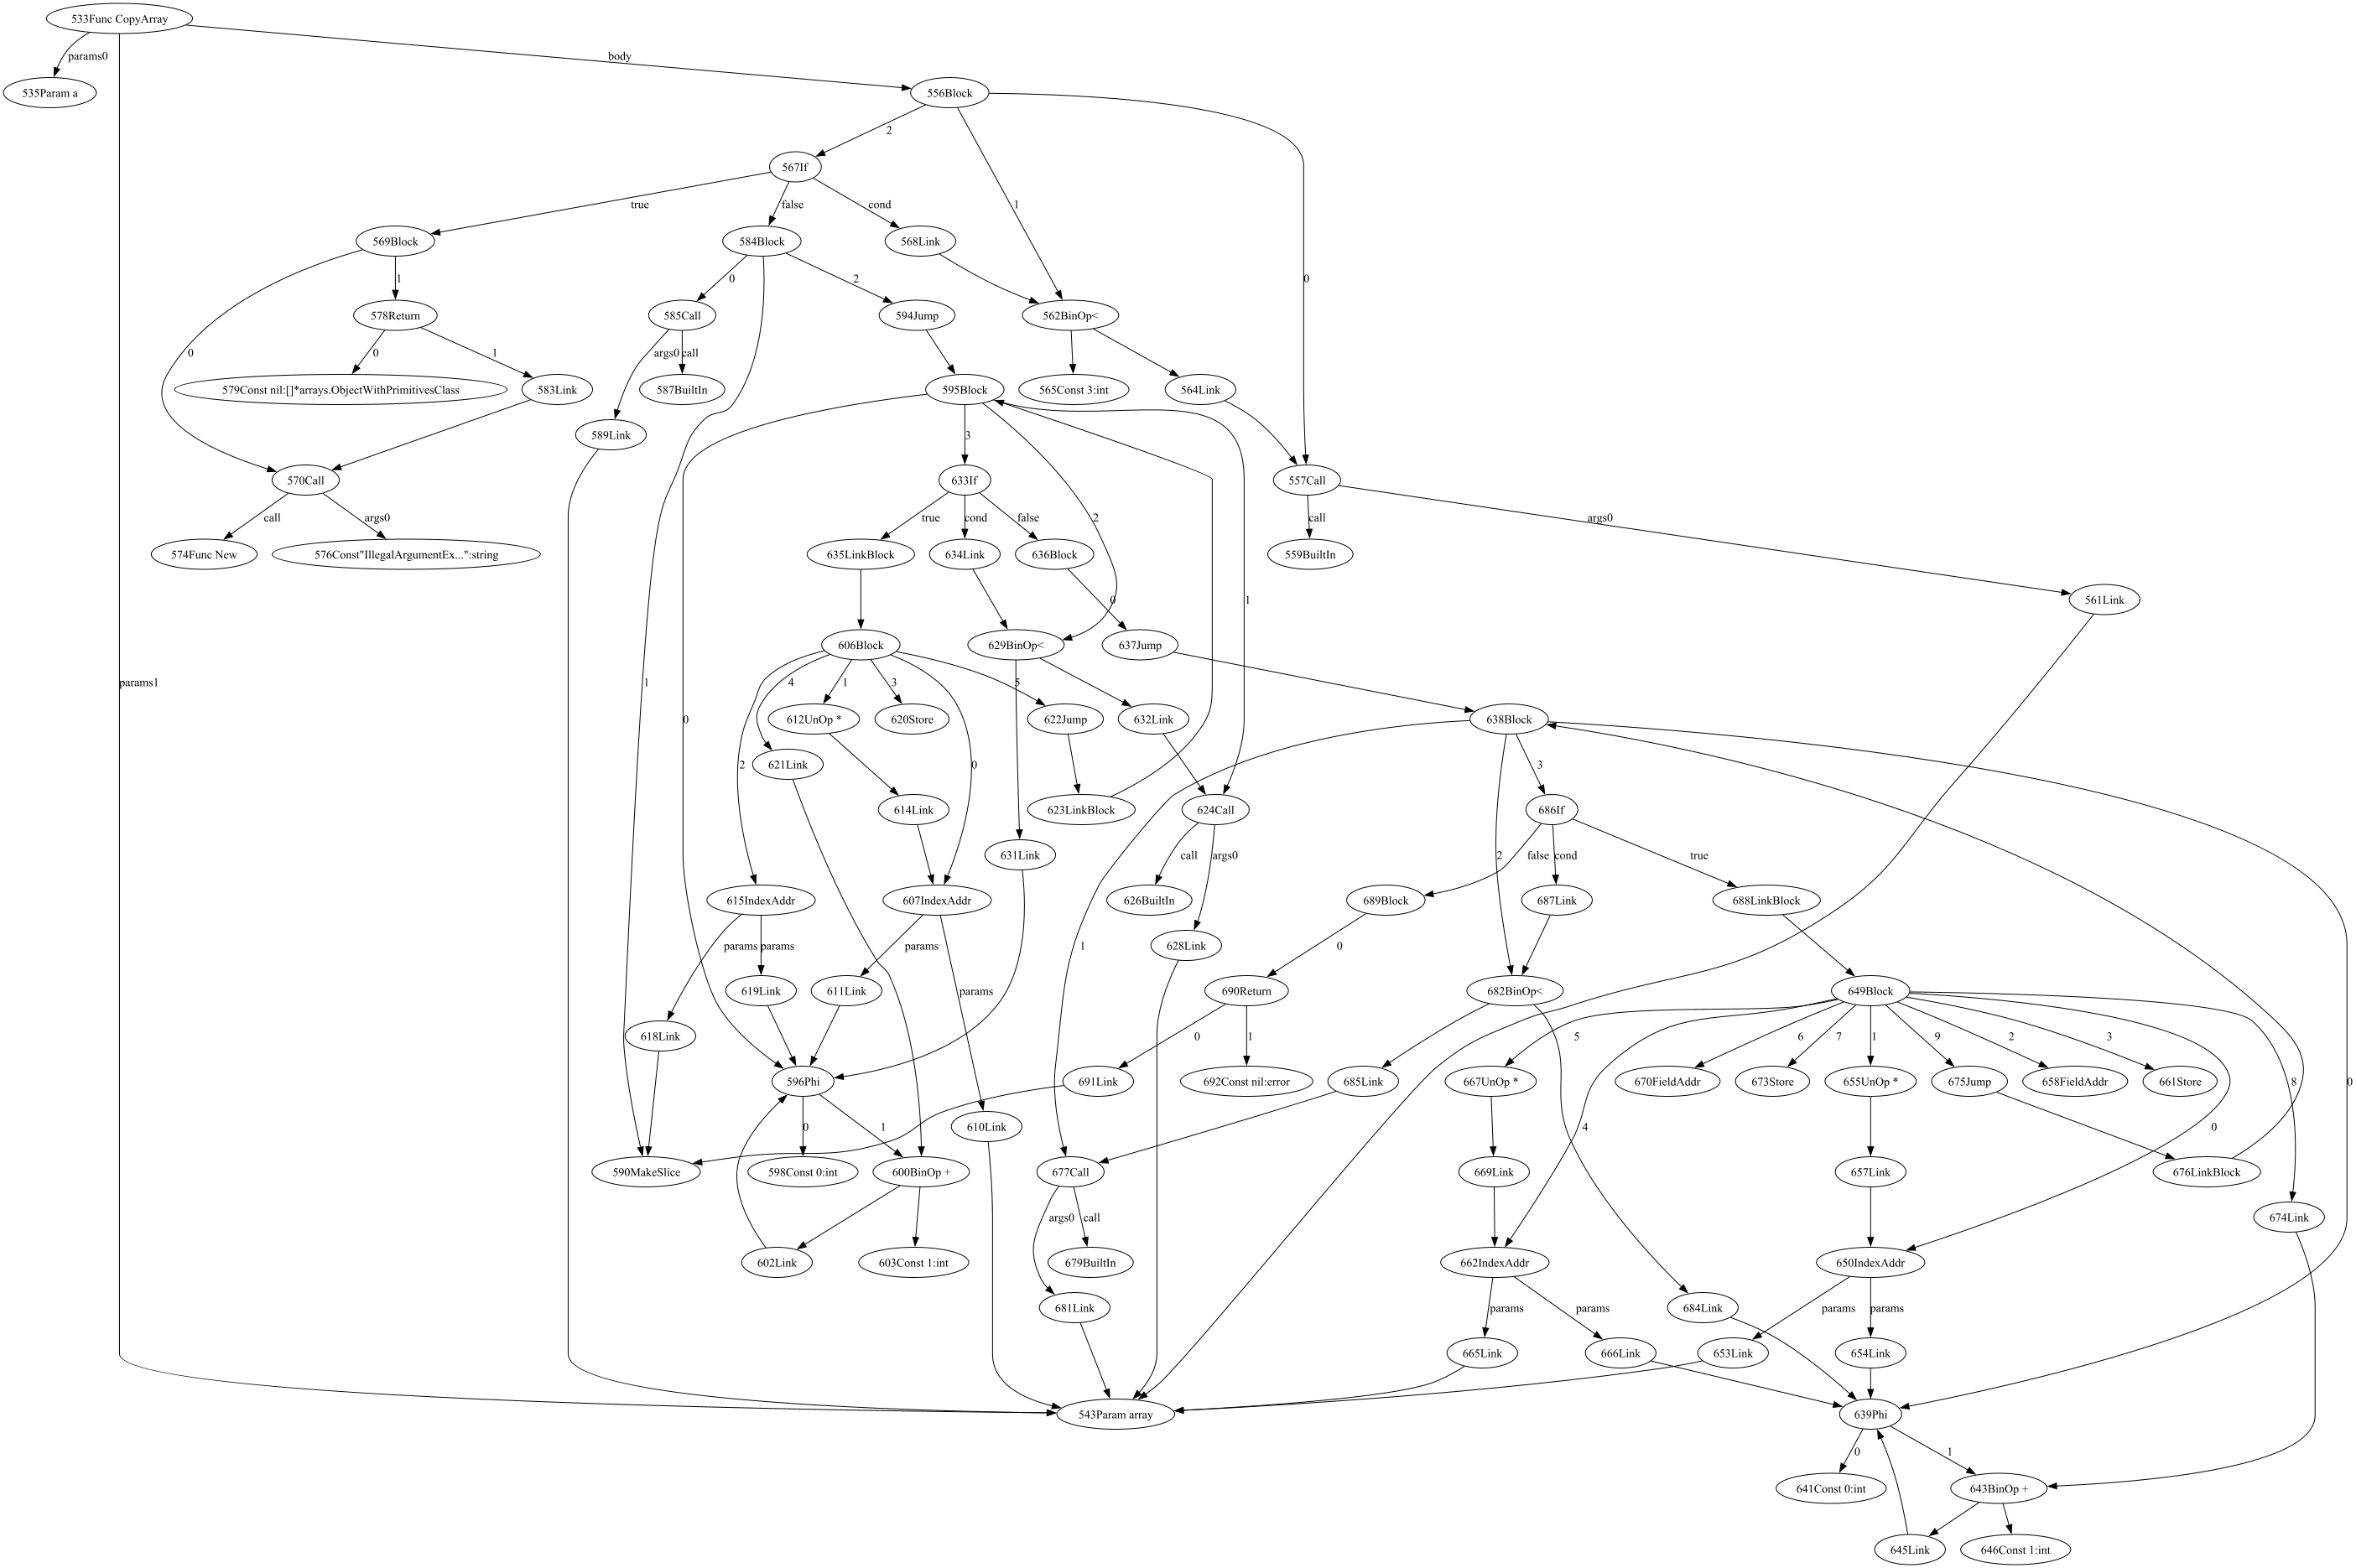 533Func CopyArray
params0
body
535Param a
556Block
2
567If
1
true
false
cond
569Block
584Block
568Link
0
1
0
2
578Return
585Call
594Jump
562BinOp<
0
1
args0
call
0
579Const nil:[]*arrays.ObjectWithPrimitivesClass
583Link
587BuiltIn
595Block
565Const 3:int
564Link
589Link
3
570Call
633If
557Call
call
args0
true
cond
false
2
call
args0
574Func New
576Const"IllegalArgumentEx...":string
635LinkBlock
634Link
636Block
559BuiltIn
0
1
561Link
606Block
629BinOp<
637Jump
params1
1
4
1
3
5
0
612UnOp *
620Store
622Jump
632Link
638Block
2
621Link
0
3
614Link
623LinkBlock
624Call
686If
631Link
call
args0
2
false
cond
true
615IndexAddr
607IndexAddr
626BuiltIn
689Block
687Link
688LinkBlock
params
params
params
628Link
1
0
619Link
611Link
params
690Return
682BinOp<
649Block
618Link
0
1
5
6
7
1
9
2
3
596Phi
691Link
692Const nil:error
685Link
667UnOp *
670FieldAddr
673Store
655UnOp *
675Jump
658FieldAddr
661Store
8
0
0
1
610Link
4
0
590MakeSlice
598Const 0:int
600BinOp +
677Call
669Link
657Link
676LinkBlock
args0
call
674Link
602Link
603Const 1:int
679BuiltIn
662IndexAddr
650IndexAddr
681Link
params
params
684Link
params
params
665Link
666Link
653Link
654Link
543Param array
639Phi
0
1
641Const 0:int
643BinOp +
645Link
646Const 1:int